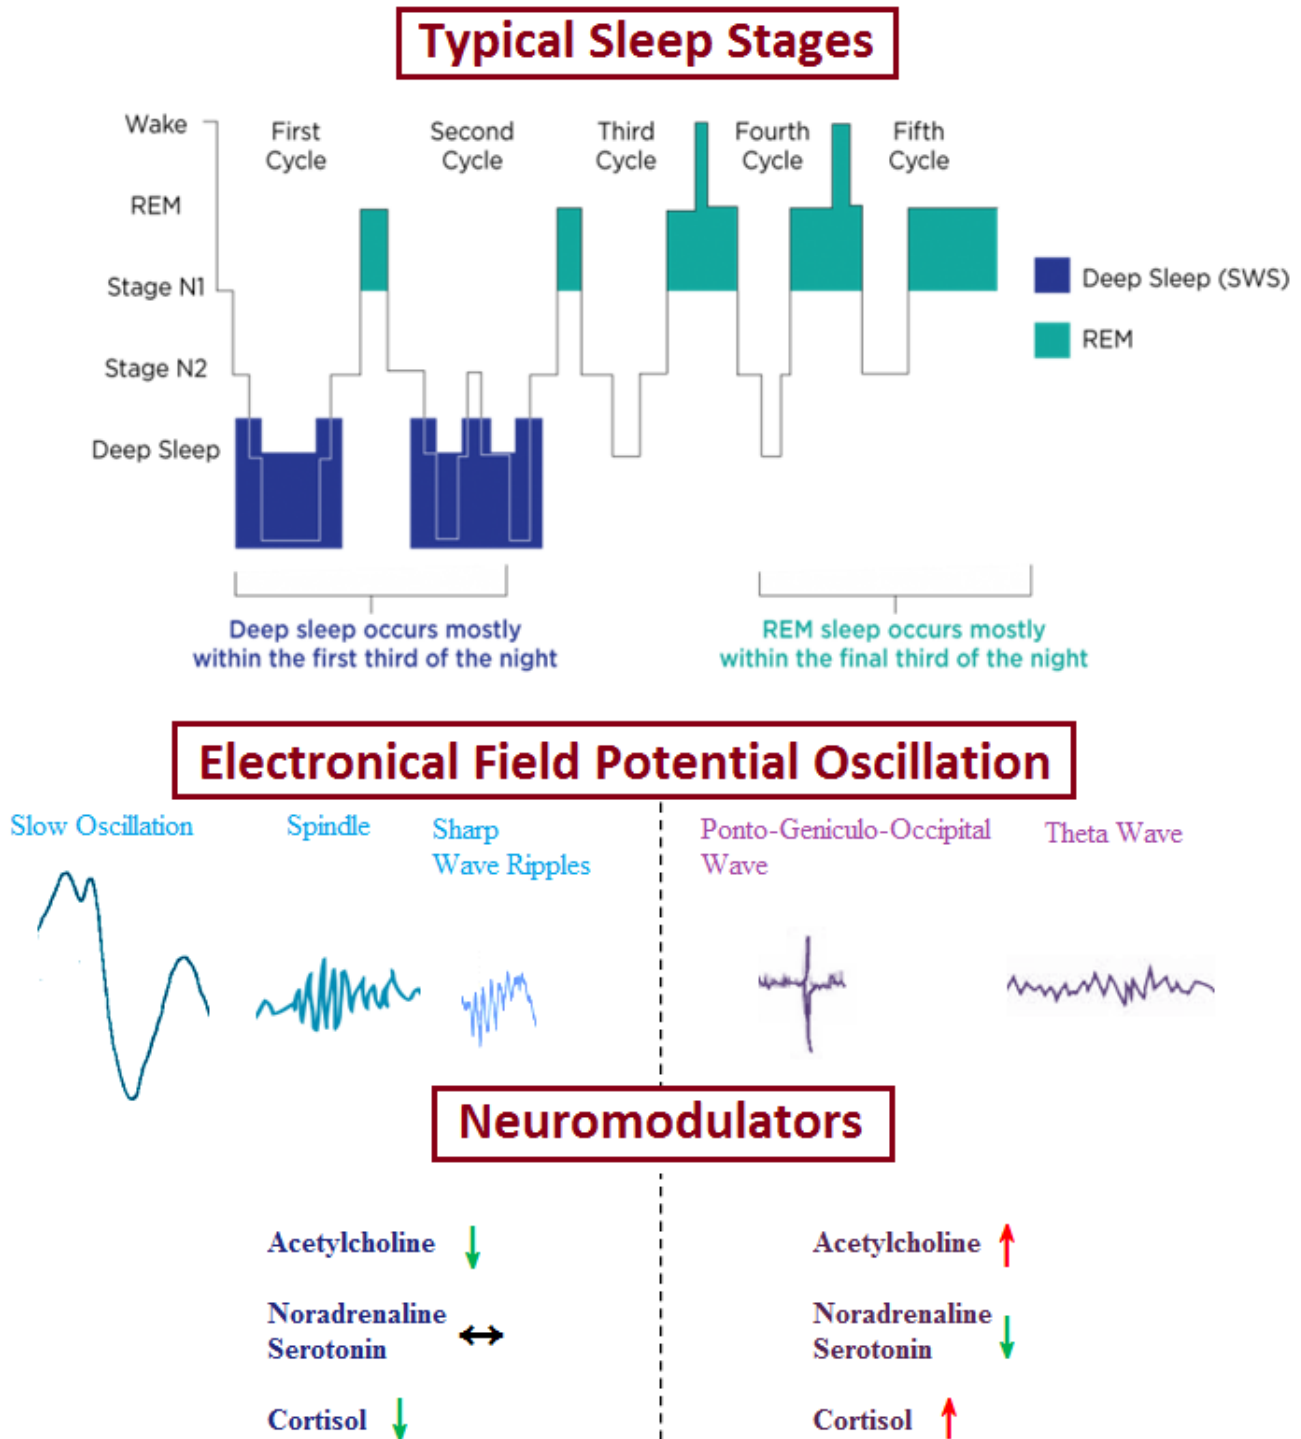 Typical Sleep Stages
Wake
REM
Stage N1
Stage N2
Deep Sleep
First
Cycle
Second
Cycle
Third
Cycle
Fourth
Cycle
Fifth
Cycle
Deep Sleep (SWS)
REM
Deep sleep occurs mostly
within the first third of the night
REM sleep occurs mostly
within the final third of the night
Electronical Field Potential Oscillation
Slow Oscillation
Spindle
Sharp
Wave Ripples
Ponto-Geniculo-Occipital
Wave
Theta Wave
Neuromodulators
Acetylcholine ↓
Noradrenaline
Serotonin ↔
Cortisol ↓
Acetylcholine ↑
Noradrenaline
Serotonin ↓
Cortisol ↑